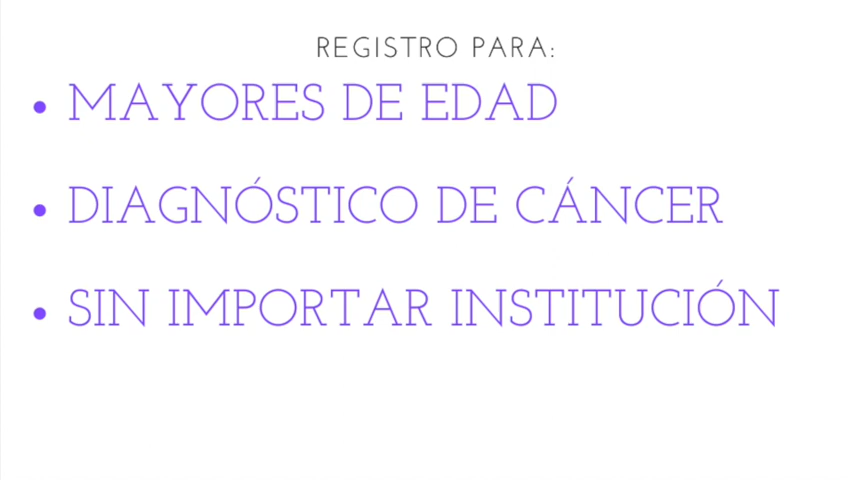 REGISTRO PARA:
• MAYORES DE EDAD
• DIAGNÓSTICO DE CÁNCER
• SIN IMPORTAR INSTITUCIÓN